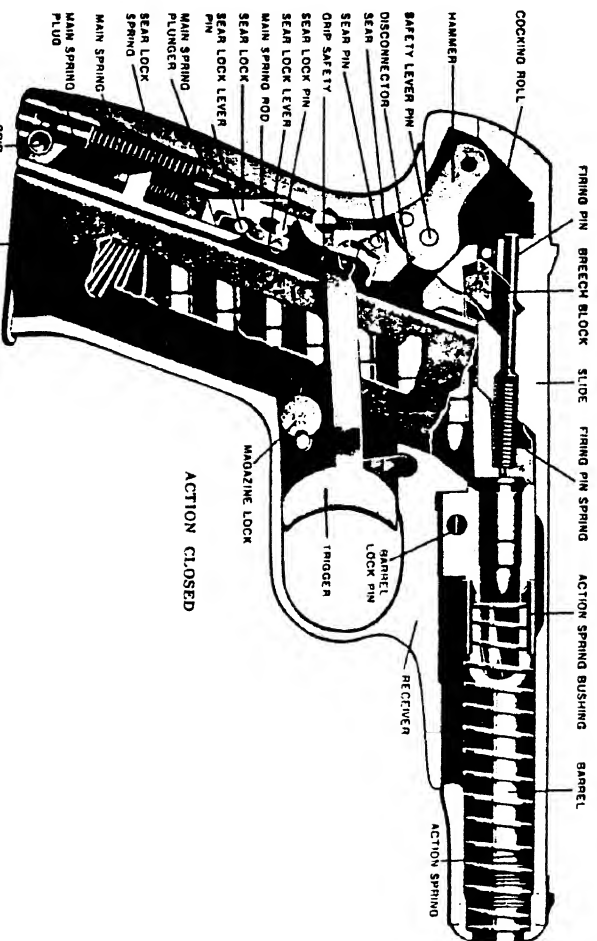 FIRING PIN
BREECH BLOCK
SLIDE
FIRING PIN SPRING
ACTION SPRING BUSHING
BARREL
COCKING ROLL
HAMMER
SAFETY LEVER PIN
DISCONNECTOR
SEAR
SEAR PIN
GRIP SAFETY
SEAR LOCK PIN
SEAR LOCK LEVER
MAIN SPRING ROD
SEAR LOCK
SEAR LOCK LEVER
PIN
MAIN SPRING
PLUNGER
SEAR LOCK
SPRING
MAIN SPRING
MAIN SPRING
PLUG
ACTION SPRING
RECEIVER
BARREL
LOCK PIN
TRIGGER
MAGAZINE LOCK
ACTION CLOSED